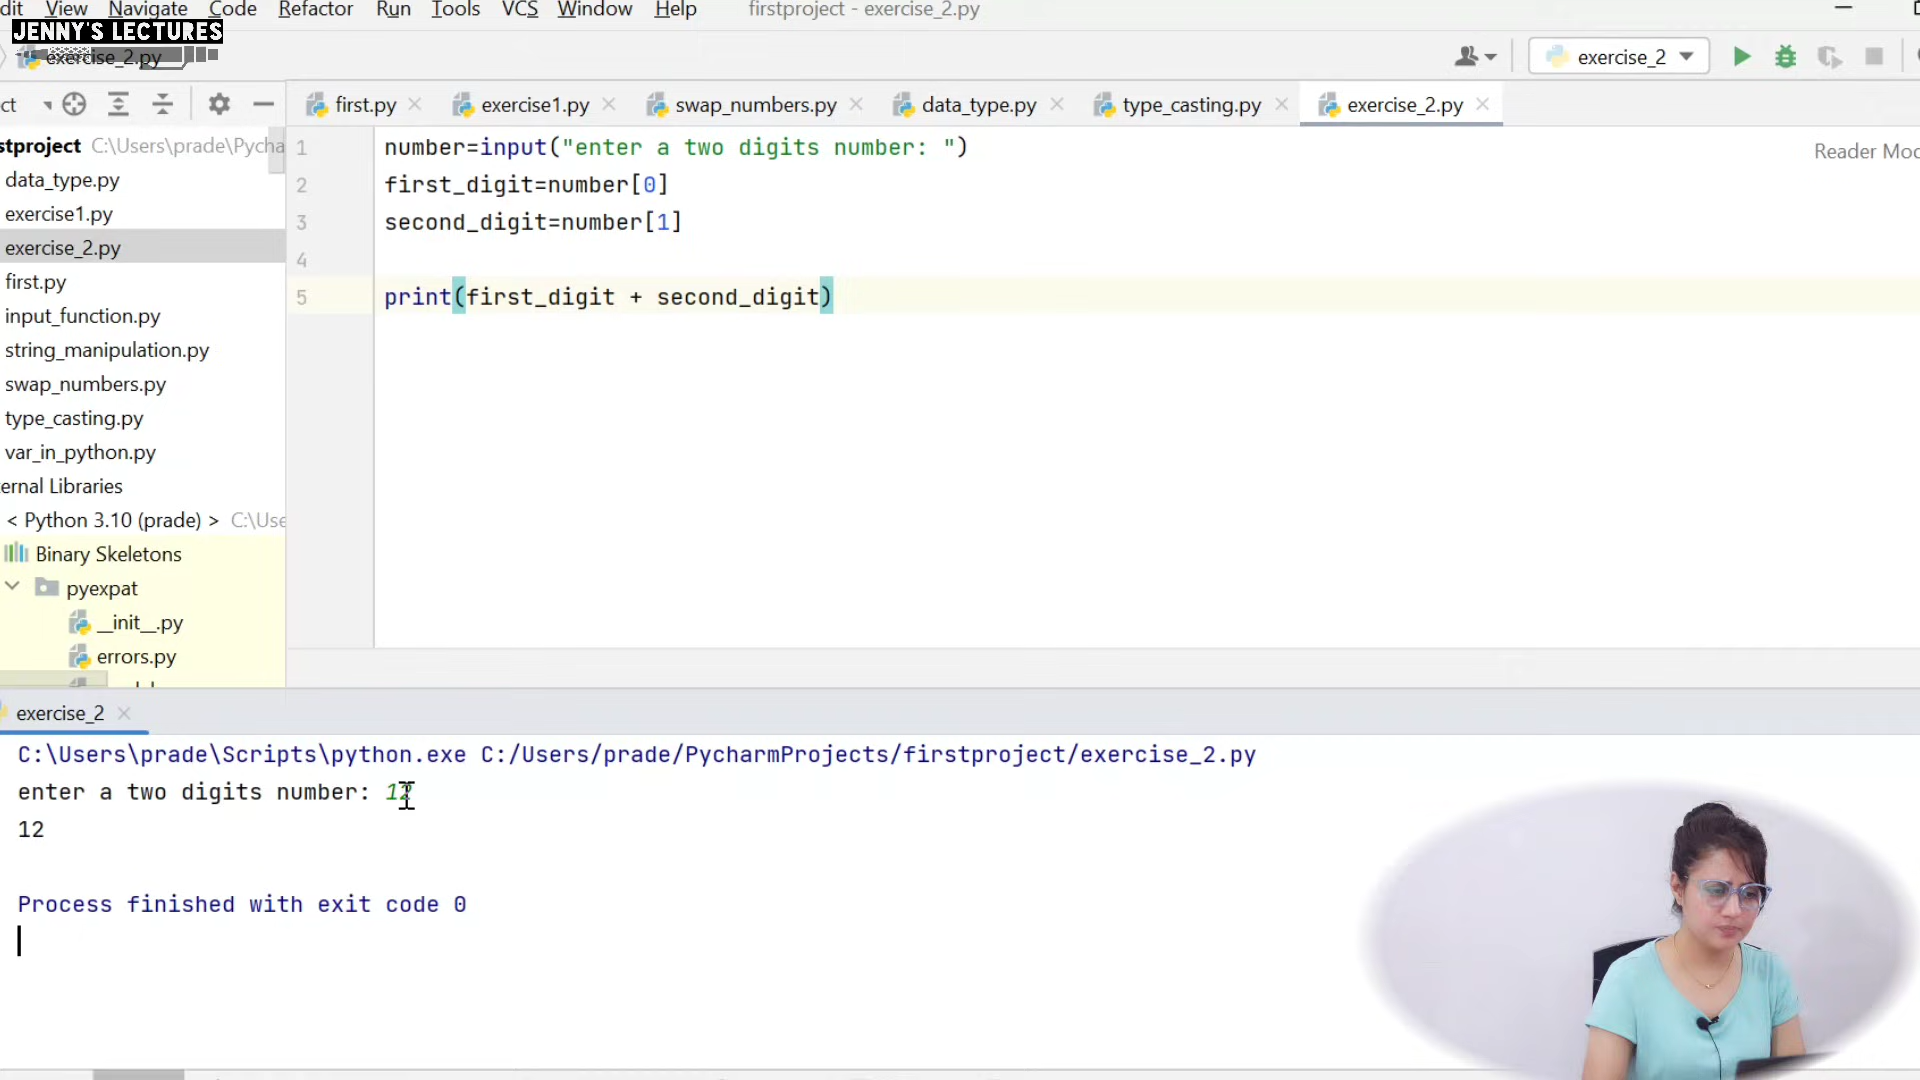 dit View Navigate Code Refactor Run Tools VCS Window Help firstproject - exercise_2.py
JENNY'S LECTURES
exercise_2.py
exercise_2
ct
first.py exercise1.py swap_numbers.py data_type.py type_casting.py exercise_2.py
stproject C:\Users\prade\Pycha
data_type.py
exercise1.py
exercise_2.py
first.py
input_function.py
string_manipulation.py
swap_numbers.py
type_casting.py
var_in_python.py
ernal Libraries
< Python 3.10 (prade) > C:\Use
Binary Skeletons
pyexpat
__init__.py
errors.py
1 number=input("enter a two digits number: ")
Reader Mod
2 first_digit=number[0]
3 second_digit=number[1]
4
5 print(first_digit + second_digit)
exercise_2
C:\Users\prade\Scripts\python.exe C:/Users/prade/PycharmProjects/firstproject/exercise_2.py
enter a two digits number: 12
12
Process finished with exit code 0